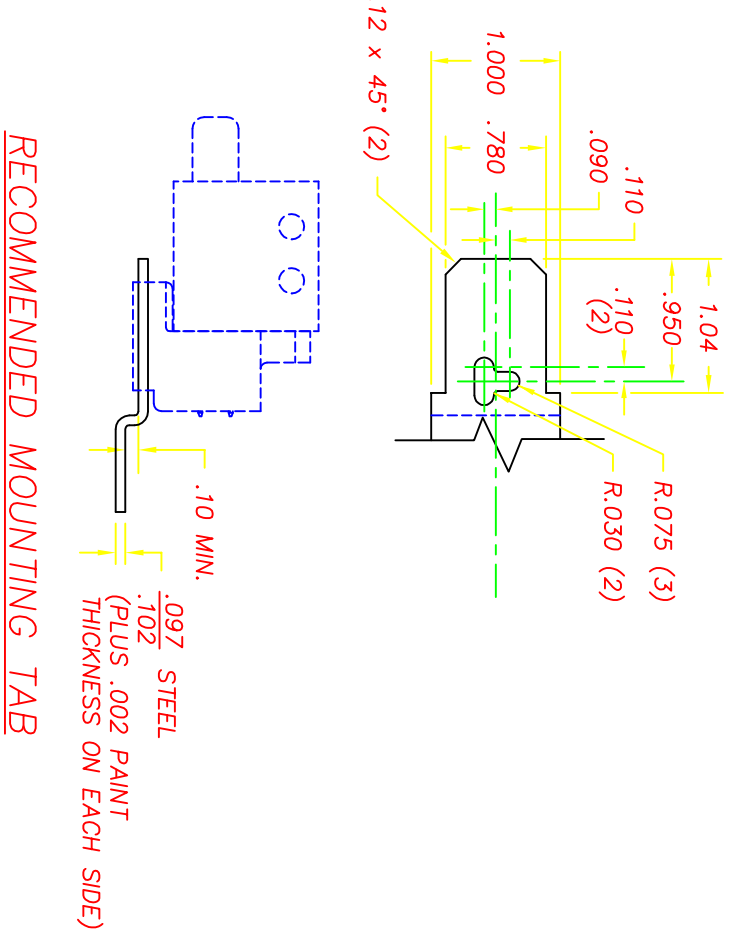 12 x 45° (2)
1.000
.780
.090
.110
.110
(2)
.950
1.04
R.075 (3)
R.030 (2)
.10 MIN.
.097
.102
STEEL
(PLUS .002 PAINT
THICKNESS ON EACH SIDE)
RECOMMENDED MOUNTING TAB